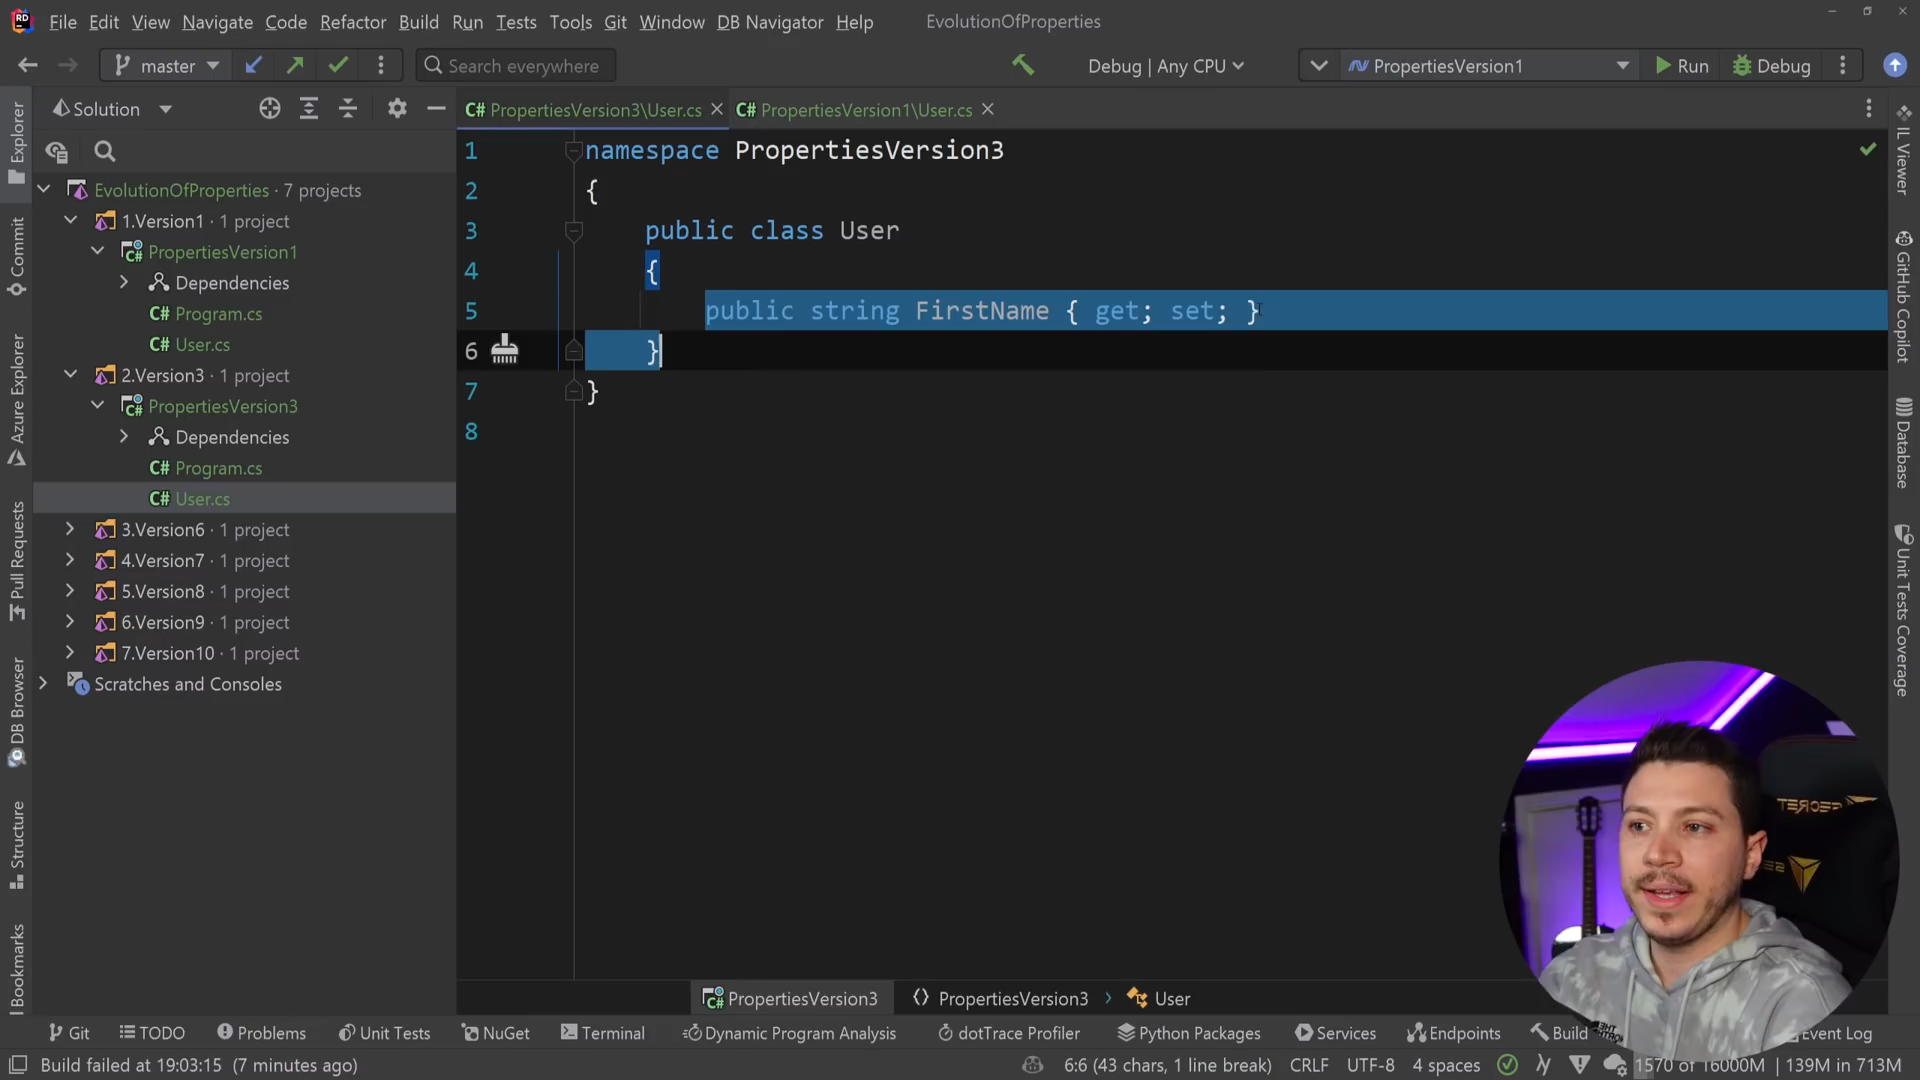 RD File Edit View Navigate Code Refactor Build Run Tests Tools Git Window DB Navigator Help EvolutionOfProperties
master Search everywhere Debug | Any CPU PropertiesVersion1 Run Debug
Solution
C# PropertiesVersion3\User.cs C# PropertiesVersion1\User.cs
EvolutionOfProperties · 7 projects
1.Version1 · 1 project
PropertiesVersion1
Dependencies
C# Program.cs
C# User.cs
2.Version3 · 1 project
PropertiesVersion3
Dependencies
C# Program.cs
C# User.cs
3.Version6 · 1 project
4.Version7 · 1 project
5.Version8 · 1 project
6.Version9 · 1 project
7.Version10 · 1 project
Scratches and Consoles
1 namespace PropertiesVersion3
2 {
3 public class User
4 {
5 public string FirstName { get; set; }
6 }
7 }
8
Explorer
Commit
Azure Explorer
Pull Requests
DB Browser
Structure
Bookmarks
IL Viewer
GitHub Copilot
Database
Unit Tests Coverage
SECRET
PropertiesVersion3 PropertiesVersion3 User
Git TODO Problems Unit Tests NuGet Terminal Dynamic Program Analysis dotTrace Profiler Python Packages Services Endpoints Build Event Log
Build failed at 19:03:15 (7 minutes ago) 6:6 (43 chars, 1 line break) CRLF UTF-8 4 spaces 1570 of 16000M 139M in 713M